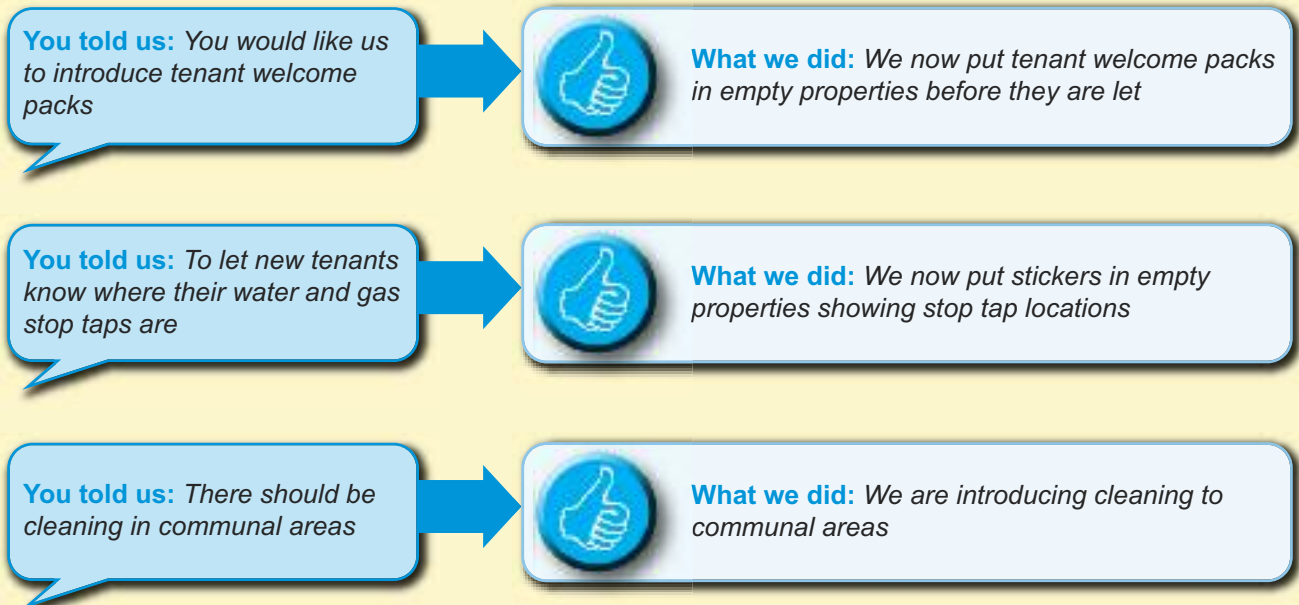 You told us: You would like us
to introduce tenant welcome
packs
What we did: We now put tenant welcome packs
in empty properties before they are let
You told us: To let new tenants
know where their water and gas
stop taps are
What we did: We now put stickers in empty
properties showing stop tap locations
You told us: There should be
cleaning in communal areas
What we did: We are introducing cleaning to
communal areas